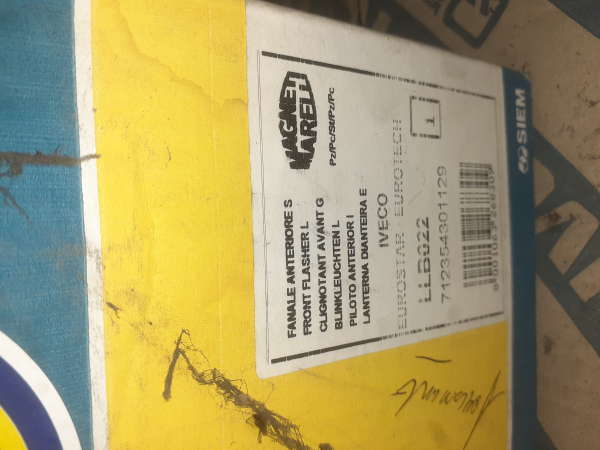 MAGNETI
MARELLI
Pz/Pc/St/Pz/Pc
1
FANALE ANTERIORE S
FRONT FLASHER L
CLIGNOTANT AVANT G
BLINKLEUCHTEN L
PILOTO ANTERIOR I
LANTERNA DIANTEIRA E
IVECO
EUROSTAR EUROTECH
LLB022
712354301129
SIEM